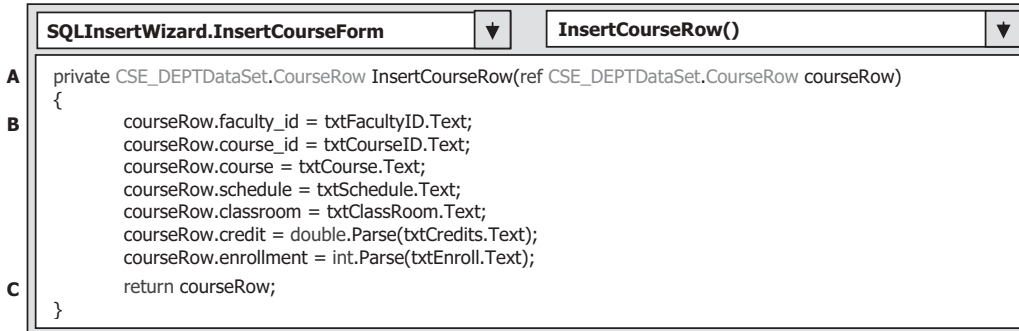 SQLInsertWizard.InsertCourseForm InsertCourseRow()
A private CSE_DEPTDataSet.CourseRow InsertCourseRow(ref CSE_DEPTDataSet.CourseRow courseRow)
{
B courseRow.faculty_id = txtFacultyID.Text;
courseRow.course_id = txtCourseID.Text;
courseRow.course = txtCourse.Text;
courseRow.schedule = txtSchedule.Text;
courseRow.classroom = txtClassRoom.Text;
courseRow.credit = double.Parse(txtCredits.Text);
courseRow.enrollment = int.Parse(txtEnroll.Text);
C return courseRow;
}